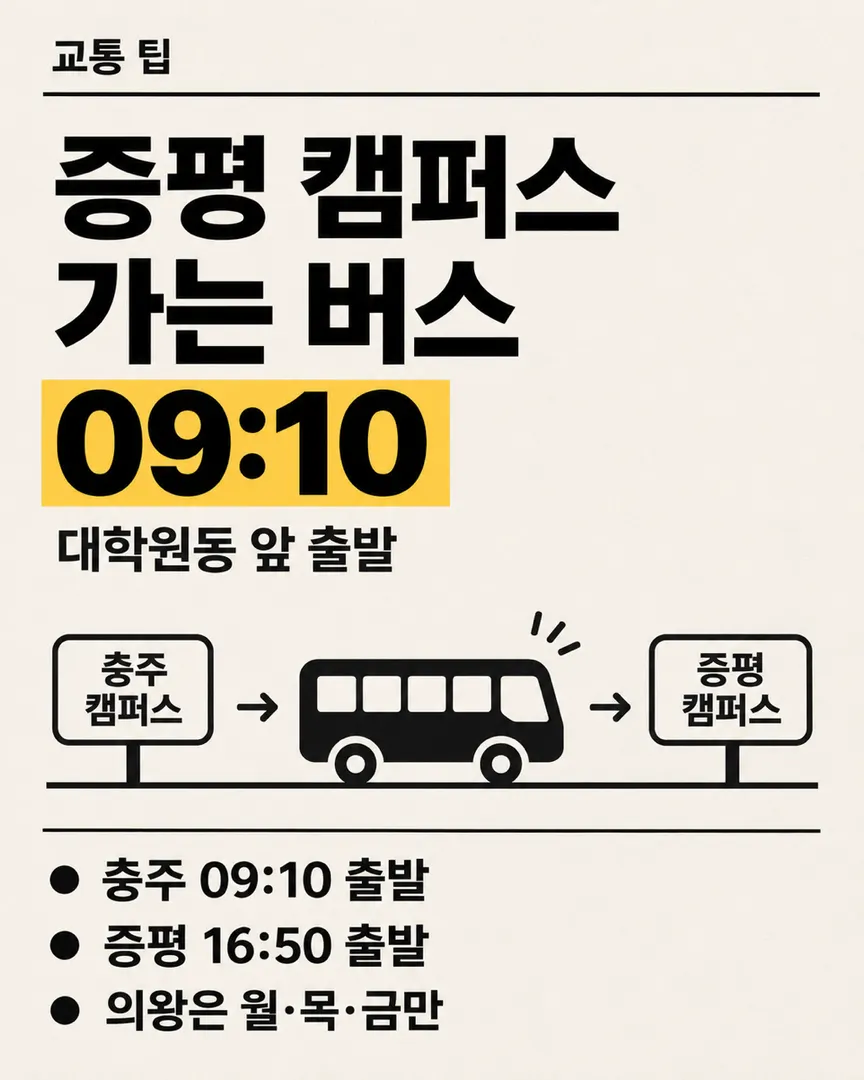 교통 팁
증평 캠퍼스
가는 버스
09:10
대학원동 앞 출발
충주
캠퍼스
증평
캠퍼스
충주 09:10 출발
증평 16:50 출발
의왕은 월·목·금만